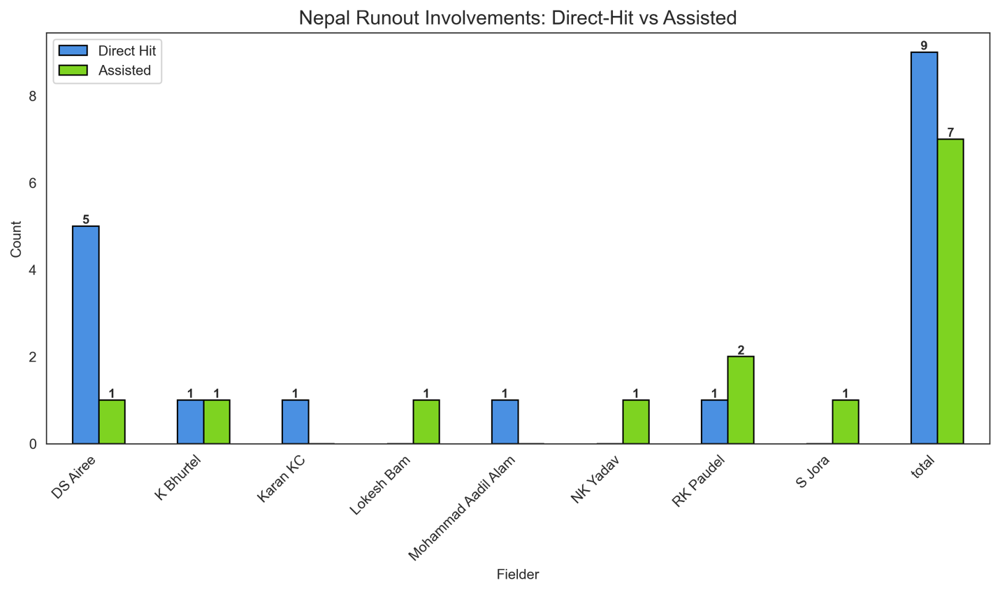 Nepal Runout Involvements: Direct-Hit vs Assisted
Direct Hit
Assisted
Count
8
6
4
2
0
5
1
1
1
1
1
1
1
1
2
1
9
7
DS Airee
K Bhurtel
Karan KC
Lokesh Bam
Mohammad Aadil Alam
NK Yadav
RK Paudel
S Jora
total
Fielder